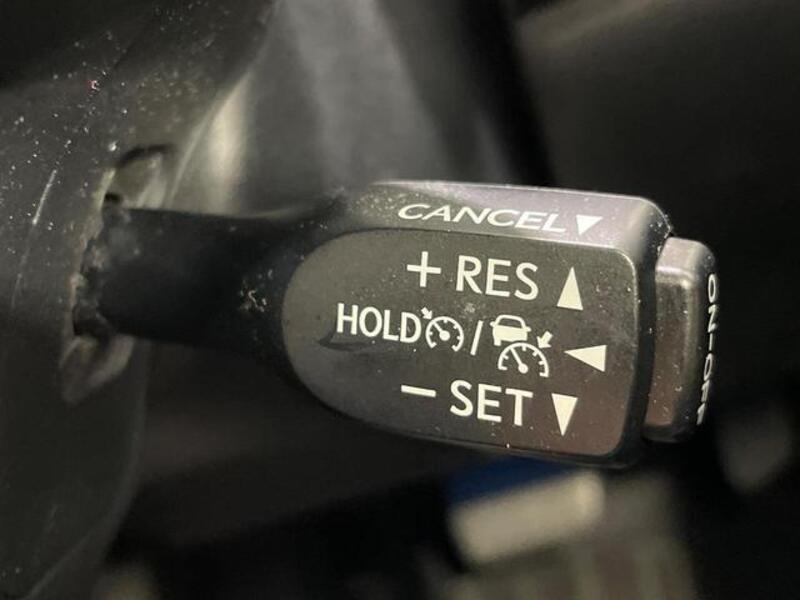 CANCEL▼
+ RES ▲
HOLD / ◀
− SET ▼
ON-OFF